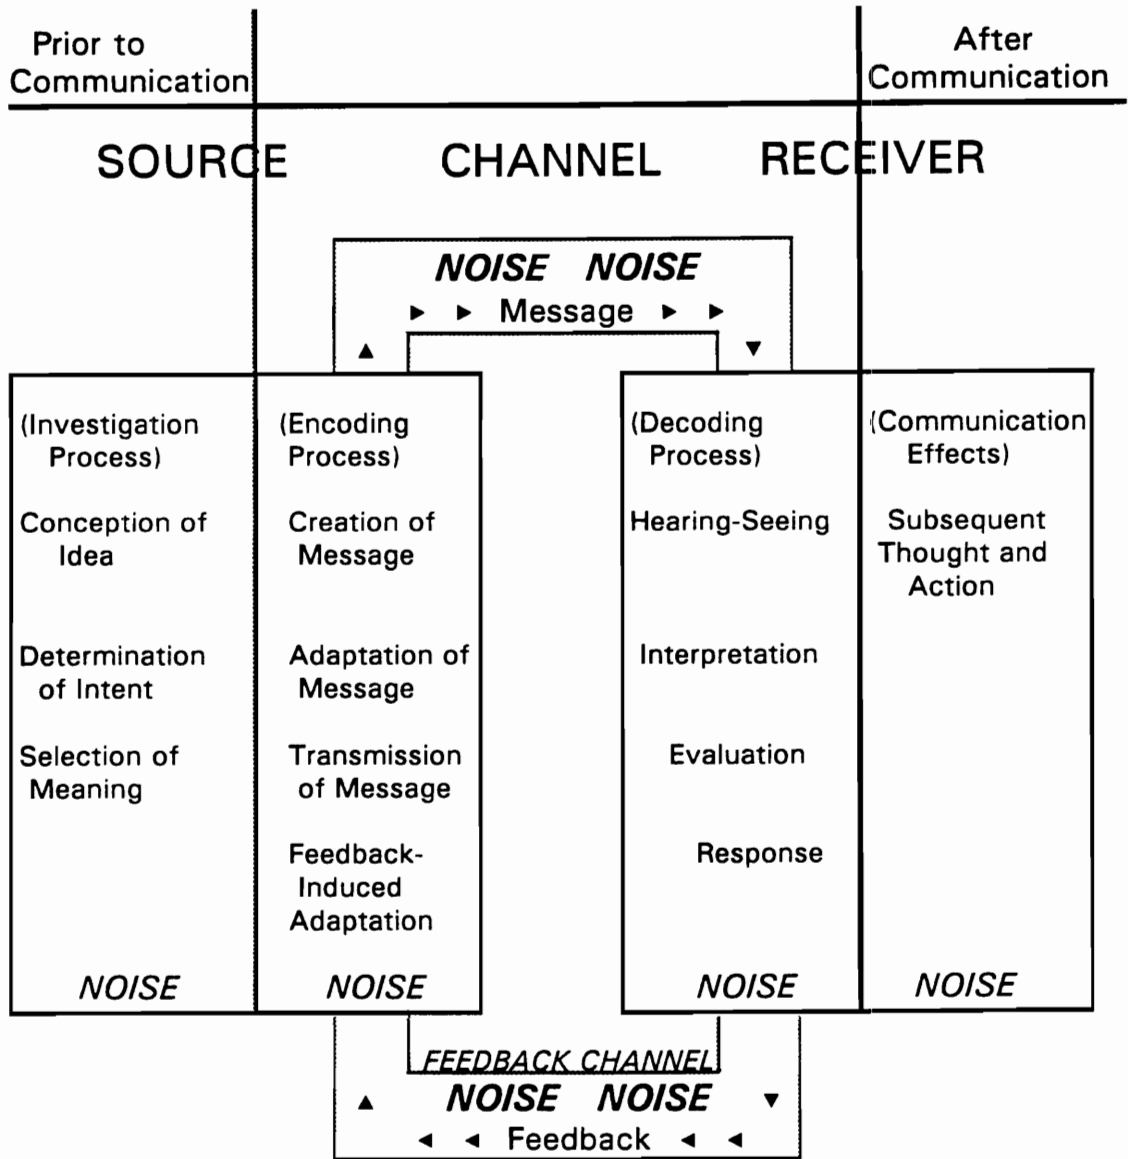 Prior to
Communication
After
Communication
SOURCE CHANNEL RECEIVER
NOISE NOISE
Message
(Investigation
Process)
Conception of
Idea
Determination
of Intent
Selection of
Meaning
NOISE
(Encoding
Process)
Creation of
Message
Adaptation of
Message
Transmission
of Message
Feedback-
Induced
Adaptation
NOISE
(Decoding
Process)
Hearing-Seeing
Interpretation
Evaluation
Response
NOISE
(Communication
Effects)
Subsequent
Thought and
Action
NOISE
FEEDBACK CHANNEL
NOISE NOISE
Feedback